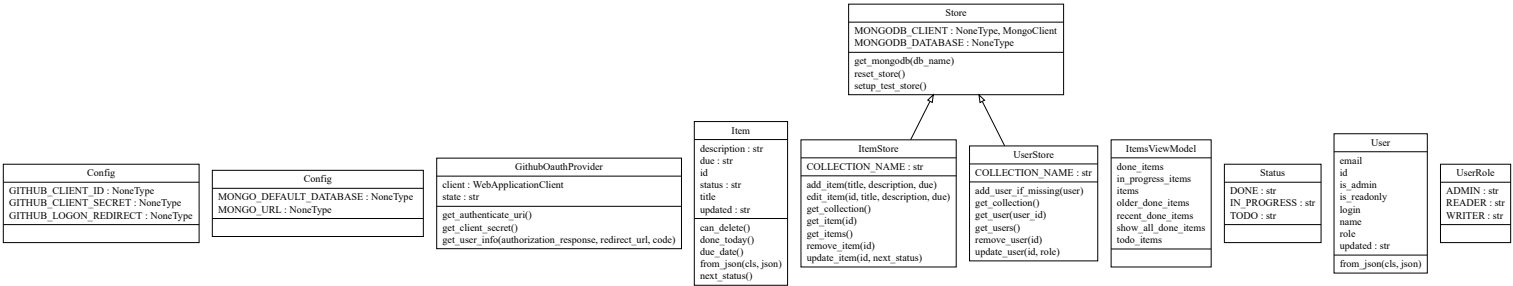 Store
MONGODB_CLIENT : NoneType, MongoClient
MONGODB_DATABASE : NoneType
get_mongodb(db_name)
reset_store()
setup_test_store()
Config
GITHUB_CLIENT_ID : NoneType
GITHUB_CLIENT_SECRET : NoneType
GITHUB_LOGON_REDIRECT : NoneType
Config
MONGO_DEFAULT_DATABASE : NoneType
MONGO_URL : NoneType
GithubOauthProvider
client : WebApplicationClient
state : str
get_authenticate_uri()
get_client_secret()
get_user_info(authorization_response, redirect_url, code)
Item
description : str
due : str
id
status : str
title
updated : str
can_delete()
done_today()
due_date()
from_json(cls, json)
next_status()
ItemStore
COLLECTION_NAME : str
add_item(title, description, due)
edit_item(id, title, description, due)
get_collection()
get_item(id)
get_items()
remove_item(id)
update_item(id, next_status)
UserStore
COLLECTION_NAME : str
add_user_if_missing(user)
get_collection()
get_user(user_id)
get_users()
remove_user(id)
update_user(id, role)
ItemsViewModel
done_items
in_progress_items
items
older_done_items
recent_done_items
show_all_done_items
todo_items
Status
DONE : str
IN_PROGRESS : str
TODO : str
User
email
id
is_admin
is_readonly
login
name
role
updated : str
from_json(cls, json)
UserRole
ADMIN : str
READER : str
WRITER : str